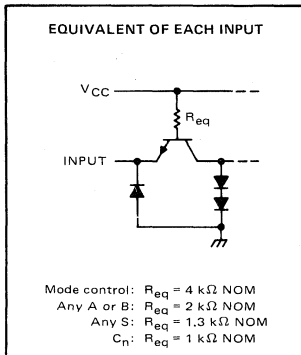 EQUIVALENT OF EACH INPUT
VCC
Req
INPUT
Mode control: Req = 4 kΩ NOM
Any A or B: Req = 2 kΩ NOM
Any S: Req = 1.3 kΩ NOM
Cn: Req = 1 kΩ NOM